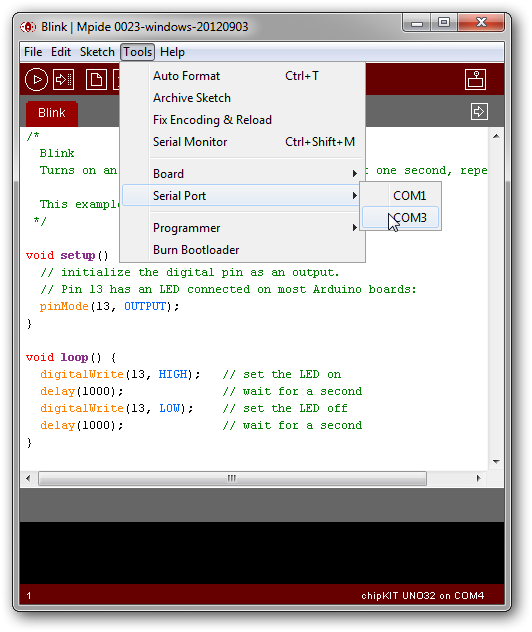 Blink | Mpide 0023-windows-20120903
File Edit Sketch Tools Help
Auto Format Ctrl+T
Archive Sketch
Fix Encoding & Reload
Serial Monitor Ctrl+Shift+M
Board
Serial Port
COM1
COM3
Programmer
Burn Bootloader
Blink
/*
Blink
Turns on an one second, repe
This example
*/
void setup()
// initialize the digital pin as an output.
// Pin 13 has an LED connected on most Arduino boards:
pinMode(13, OUTPUT);
}
void loop() {
digitalWrite(13, HIGH); // set the LED on
delay(1000); // wait for a second
digitalWrite(13, LOW); // set the LED off
delay(1000); // wait for a second
}
1 chipKIT UNO32 on COM4